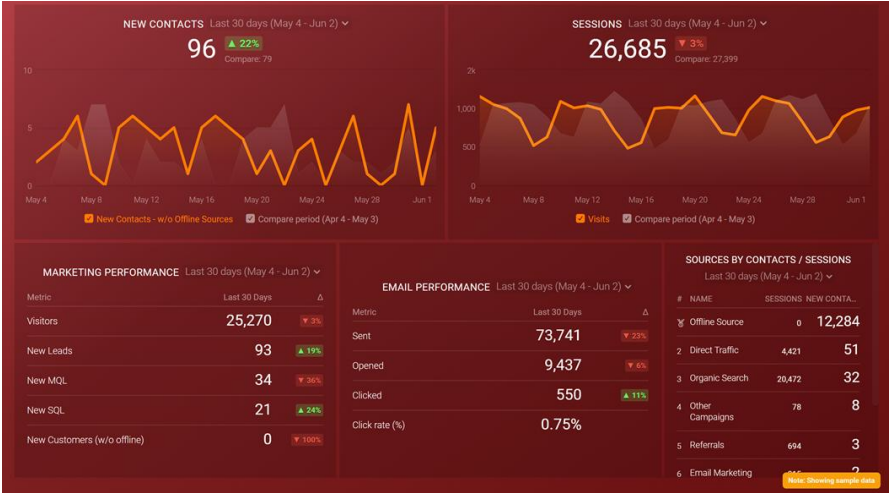 NEW CONTACTS Last 30 days (May 4 - Jun 2)
96 ▲ 22%
Compare: 79
10
5
0
May 4 May 8 May 12 May 16 May 20 May 24 May 28 Jun 1
New Contacts - w/o Offline Sources Compare period (Apr 4 - May 3)
SESSIONS Last 30 days (May 4 - Jun 2)
26,685 ▼ 3%
Compare: 27,399
2k
1,000
500
0
May 4 May 8 May 12 May 16 May 20 May 24 May 28 Jun 1
Visits Compare period (Apr 4 - May 3)
MARKETING PERFORMANCE Last 30 days (May 4 - Jun 2)
Metric Last 30 Days Δ
Visitors 25,270 ▼ 3%
New Leads 93 ▲ 19%
New MQL 34 ▼ 36%
New SQL 21 ▲ 24%
New Customers (w/o offline) 0 ▼ 100%
EMAIL PERFORMANCE Last 30 days (May 4 - Jun 2)
Metric Last 30 Days Δ
Sent 73,741 ▼ 23%
Opened 9,437 ▼ 6%
Clicked 550 ▲ 11%
Click rate (%) 0.75%
SOURCES BY CONTACTS / SESSIONS
Last 30 days (May 4 - Jun 2)
# NAME SESSIONS NEW CONTA...
Offline Source 0 12,284
2 Direct Traffic 4,421 51
3 Organic Search 20,472 32
4 Other Campaigns 78 8
5 Referrals 694 3
6 Email Marketing 2
Note: Showing sample data